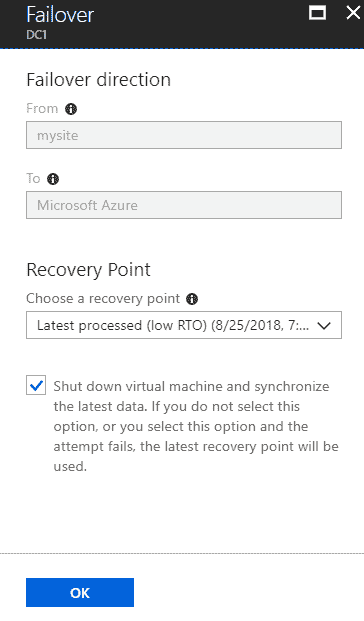 Failover
DC1
Failover direction
From
mysite
To
Microsoft Azure
Recovery Point
Choose a recovery point
Latest processed (low RTO) (8/25/2018, 7:...
Shut down virtual machine and synchronize
the latest data. If you do not select this
option, or you select this option and the
attempt fails, the latest recovery point will be
used.
OK